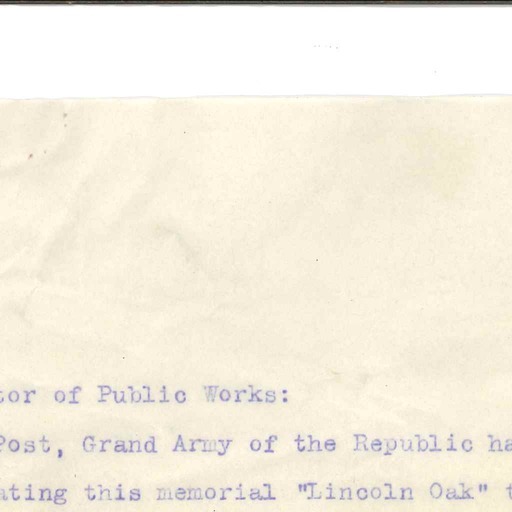 tor of Public Works:
Post, Grand Army of the Republic ha
ating this memorial "Lincoln Oak" t